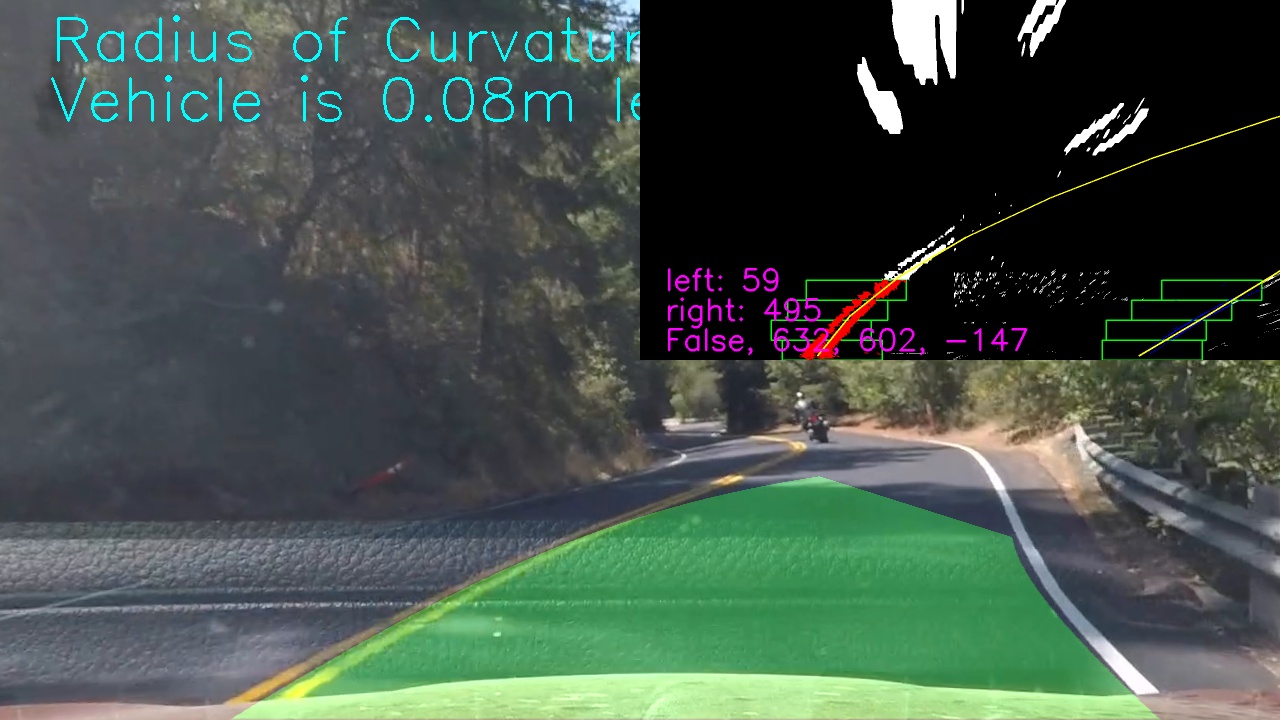 Radius of Curvatur
Vehicle is 0.08m le
left: 59
right: 495
False, 632, 602, −147